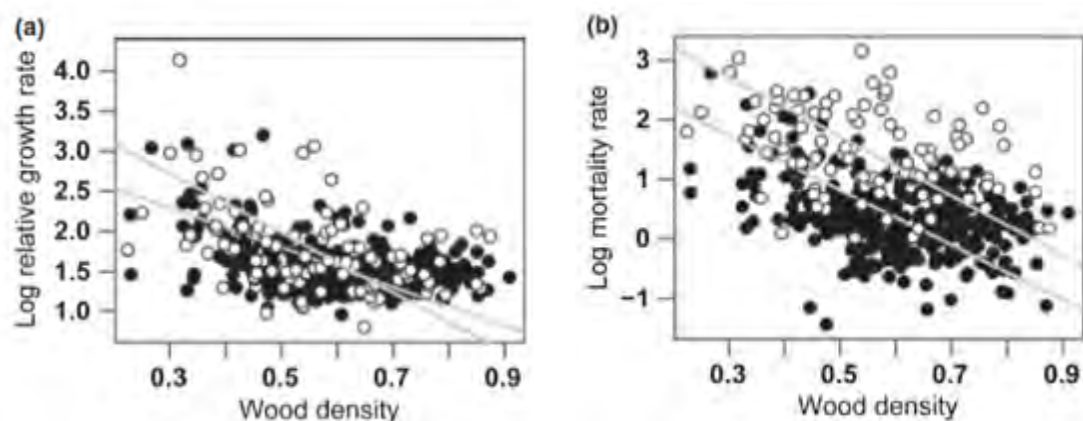 (a)
Log relative growth rate
4.0
3.5
3.0
2.5
2.0
1.5
1.0
0.3 0.5 0.7 0.9
Wood density
(b)
Log mortality rate
3
2
1
0
−1
0.3 0.5 0.7 0.9
Wood density